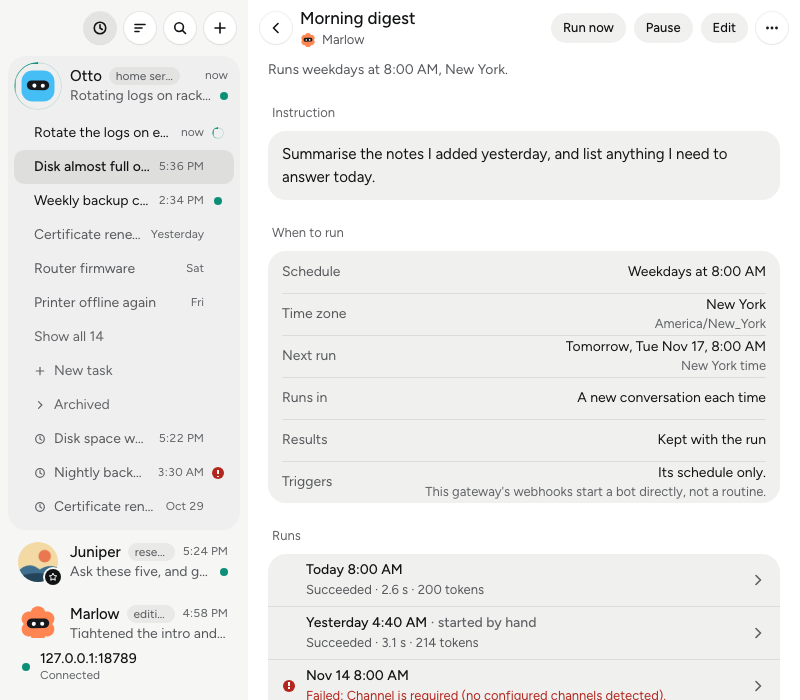 Otto home ser... now
Rotating logs on rack...
Rotate the logs on e... now
Disk almost full o... 5:36 PM
Weekly backup c... 2:34 PM
Certificate rene... Yesterday
Router firmware Sat
Printer offline again Fri
Show all 14
New task
Archived
Disk space w... 5:22 PM
Nightly back... 3:30 AM
Certificate ren... Oct 29
Juniper rese... 5:24 PM
Ask these five, and g...
Marlow editi... 4:58 PM
Tightened the intro and...
127.0.0.1:18789
Connected
Morning digest
Marlow
Run now
Pause
Edit
Runs weekdays at 8:00 AM, New York.
Instruction
Summarise the notes I added yesterday, and list anything I need to
answer today.
When to run
Schedule Weekdays at 8:00 AM
Time zone New York
America/New_York
Next run Tomorrow, Tue Nov 17, 8:00 AM
New York time
Runs in A new conversation each time
Results Kept with the run
Triggers Its schedule only.
This gateway's webhooks start a bot directly, not a routine.
Runs
Today 8:00 AM
Succeeded · 2.6 s · 200 tokens
Yesterday 4:40 AM · started by hand
Succeeded · 3.1 s · 214 tokens
Nov 14 8:00 AM
Failed: Channel is required (no configured channels detected).